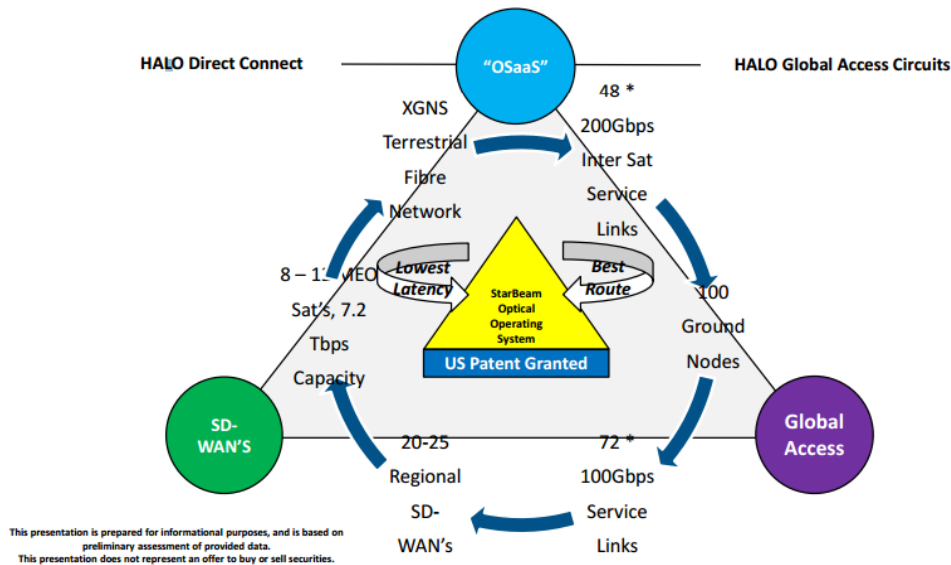 HALO Direct Connect
"OSaaS"
HALO Global Access Circuits
XGNS
Terrestrial
Fibre
Network
48 *
200Gbps
Inter Sat
Service
Links
Lowest
Latency
Best
Route
8 –
MEO
Sat's, 7.2
Tbps
Capacity
StarBeam
Optical
Operating
System
US Patent Granted
100
Ground
Nodes
SD-
WAN'S
Global
Access
20-25
Regional
SD-
WAN's
72 *
100Gbps
Service
Links
This presentation is prepared for informational purposes, and is based on
preliminary assessment of provided data.
This presentation does not represent an offer to buy or sell securities.